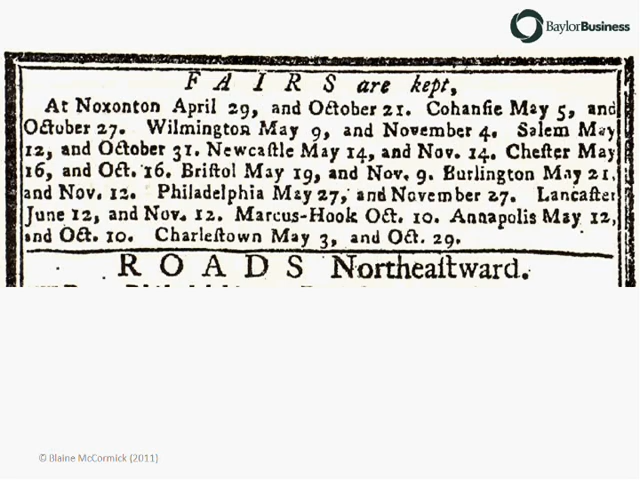 BaylorBusiness
F A I R S are kept,
At Noxonton April 29, and October 21. Cohanſie May 5, and
October 27. Wilmington May 9, and November 4. Salem May
12, and October 31. Newcaſtle May 14, and Nov. 14. Cheſter May
16, and Oct. 16. Briſtol May 19, and Nov. 9. Burlington May 21,
and Nov. 12. Philadelphia May 27, and November 27. Lancaſter
June 12, and Nov. 12. Marcus-Hook Oct. 10. Annapolis May 12,
and Oct. 10. Charleſtown May 3, and Oct. 29.
R O A D S Northeaſtward.
© Blaine McCormick (2011)